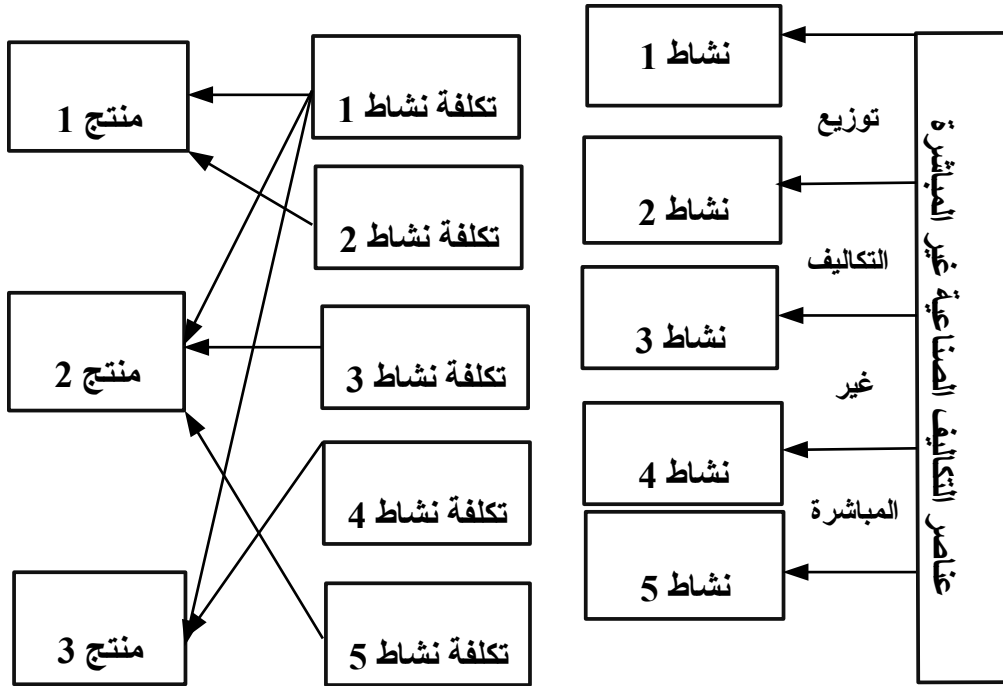 عناصر التكاليف الصناعية غير المباشرة
نشاط 1
توزيع
نشاط 2
التكاليف
نشاط 3
غير
نشاط 4
المباشرة
نشاط 5
تكلفة نشاط 1
تكلفة نشاط 2
تكلفة نشاط 3
تكلفة نشاط 4
تكلفة نشاط 5
منتج 1
منتج 2
منتج 3